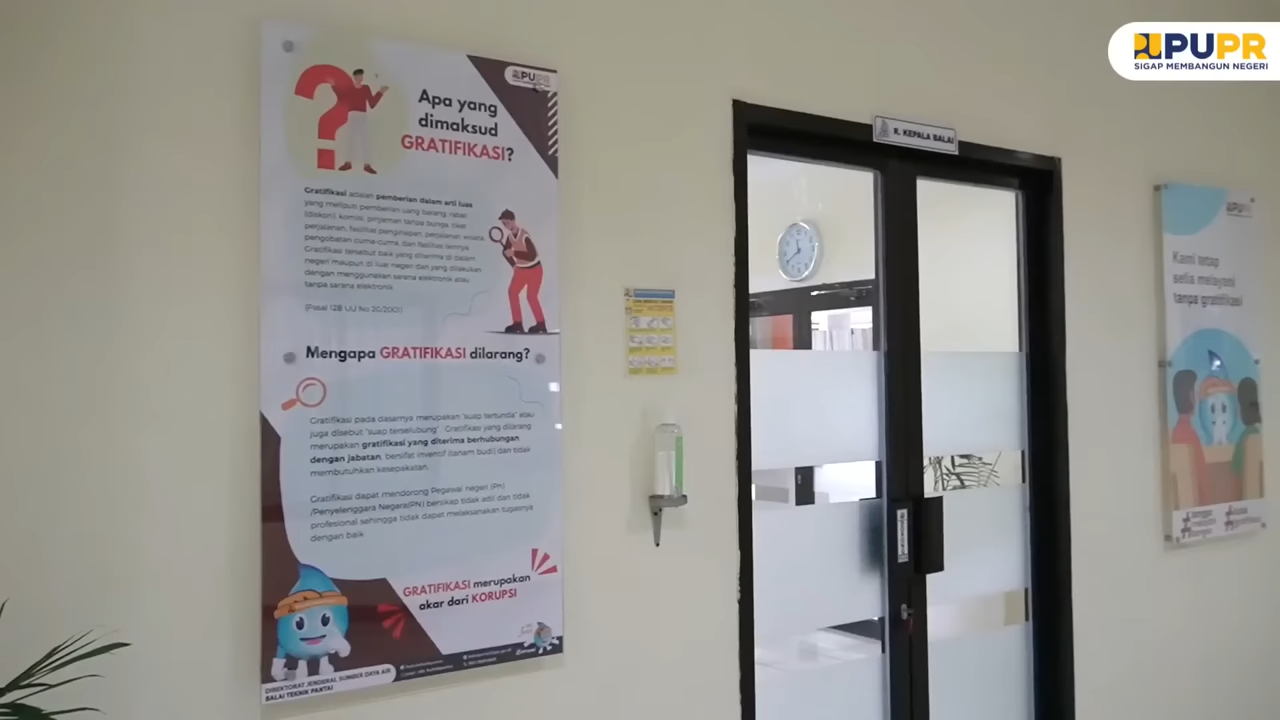 PUPR
SIGAP MEMBANGUN NEGERI
PUPR
Apa yang
dimaksud
GRATIFIKASI?
Gratifikasi adalah pemberian dalam arti luas
yang meliputi pemberian uang, barang, rabat
(diskon), komisi, pinjaman tanpa bunga, tiket
perjalanan, fasilitas penginapan, perjalanan wisata,
pengobatan cuma-cuma, dan fasilitas lainnya.
Gratifikasi tersebut baik yang diterima di dalam
negeri maupun di luar negeri dan yang dilakukan
dengan menggunakan sarana elektronik atau
tanpa sarana elektronik.
(Pasal 12B UU No 20/2001)
Mengapa GRATIFIKASI dilarang?
Gratifikasi pada dasarnya merupakan "suap tertunda" atau
juga disebut "suap terselubung". Gratifikasi yang dilarang
merupakan gratifikasi yang diterima berhubungan
dengan jabatan, bersifat inventif (tanam budi) dan tidak
membutuhkan kesepakatan.
Gratifikasi dapat mendorong Pegawai negeri (Pn)
/Penyelenggara Negara(PN) bersikap tidak adil dan tidak
profesional sehingga tidak dapat melaksanakan tugasnya
dengan baik
GRATIFIKASI merupakan
akar dari KORUPSI
DIREKTORAT JENDERAL SUMBER DAYA AIR
BALAI TEKNIK PANTAI
R. KEPALA BALAI
PUPR
Kami tetap
setia melayani
tanpa gratifikasi